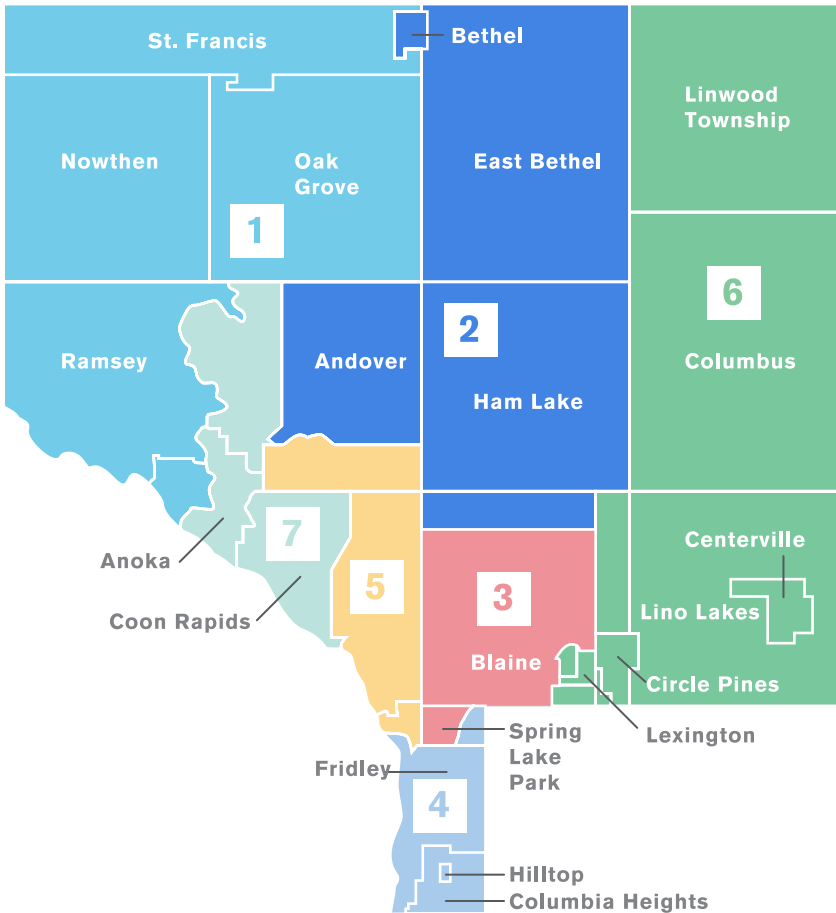 St. Francis
Bethel
Linwood
Township
Nowthen
Oak
Grove
East Bethel
1
6
2
Ramsey
Andover
Columbus
Ham Lake
7
Centerville
Anoka
5
3
Lino Lakes
Coon Rapids
Blaine
Circle Pines
Spring
Lake
Park
Lexington
Fridley
4
Hilltop
Columbia Heights